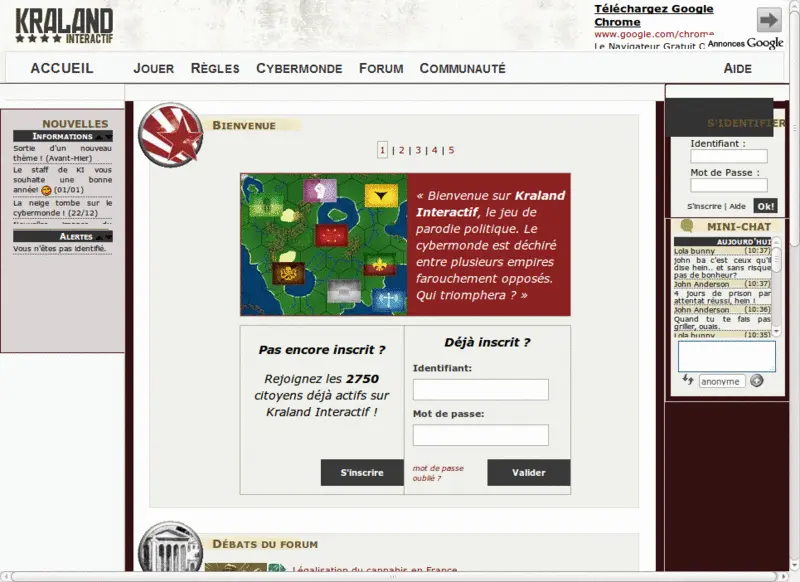 KRALAND
INTERACTIF
Téléchargez Google
Chrome
www.google.com/chrome
Le Navigateur Gratuit C
Annonces Google
ACCUEIL
JOUER
RÈGLES
CYBERMONDE
FORUM
COMMUNAUTÉ
AIDE
NOUVELLES
INFORMATIONS
Sortie d'un nouveau
thème ! (Avant-Hier)
Le staff de KI vous
souhaite une bonne
année! (01/01)
La neige tombe sur le
cybermonde ! (22/12)
ALERTES
Vous n'êtes pas identifié.
BIENVENUE
1 | 2 | 3 | 4 | 5
« Bienvenue sur Kraland
Interactif, le jeu de
parodie politique. Le
cybermonde est déchiré
entre plusieurs empires
farouchement opposés.
Qui triomphera ? »
Pas encore inscrit ?
Rejoignez les 2750
citoyens déjà actifs sur
Kraland Interactif !
S'inscrire
Déjà inscrit ?
Identifiant:
Mot de passe:
mot de passe
oublié ?
Valider
DÉBATS DU FORUM
Légalisation du cannabis en France
S'IDENTIFIER
Identifiant :
Mot de Passe :
S'inscrire | Aide
Ok!
MINI-CHAT
AUJOURD'HUI
Lola bunny (10:37)
john ba c'est ceux qu'il
dise hein.. et sans risque
pas de bonheur?
John Anderson (10:37)
4 jours de prison par
attentat réussi, hein !
John Anderson (10:36)
Quand tu te fais pas
griller, ouais.
Lola bunny (10:35)
anonyme